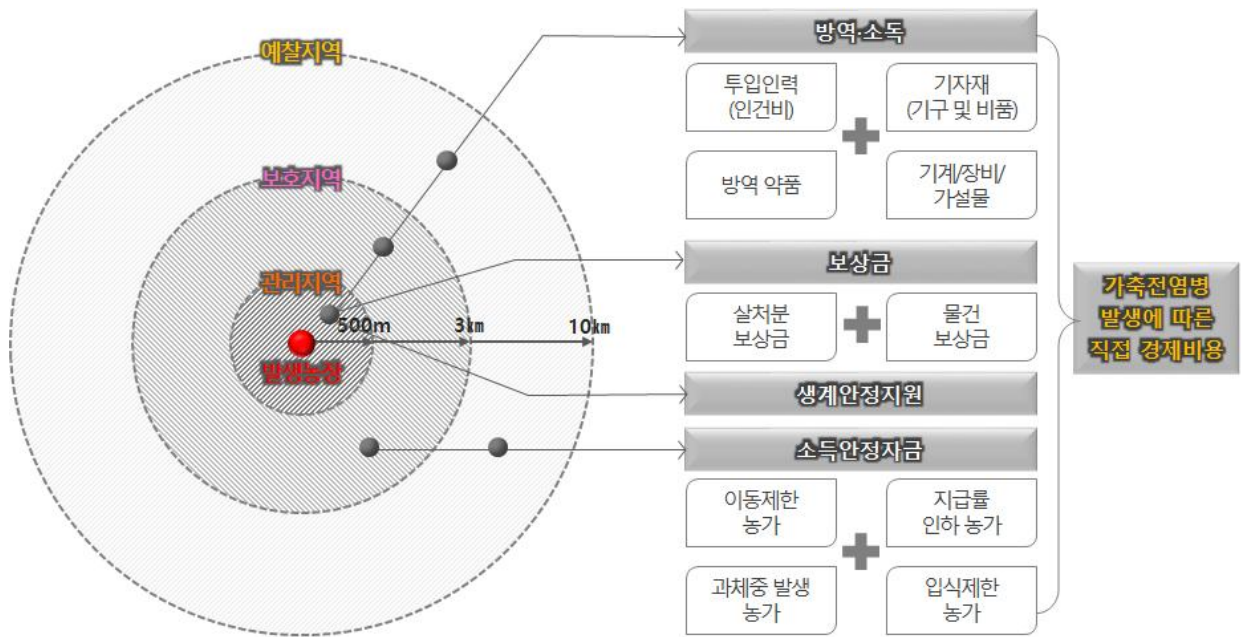 예찰지역
보호지역
관리지역
500m
3㎞
10㎞
발생농장
방역·소독
투입인력
(인건비)
기자재
(기구 및 비품)
방역 약품
기계/장비/
가설물
보상금
살처분
보상금
물건
보상금
생계안정지원
소득안정자금
이동제한
농가
지급률
인하 농가
과체중 발생
농가
입식제한
농가
가축전염병
발생에 따른
직접 경제비용